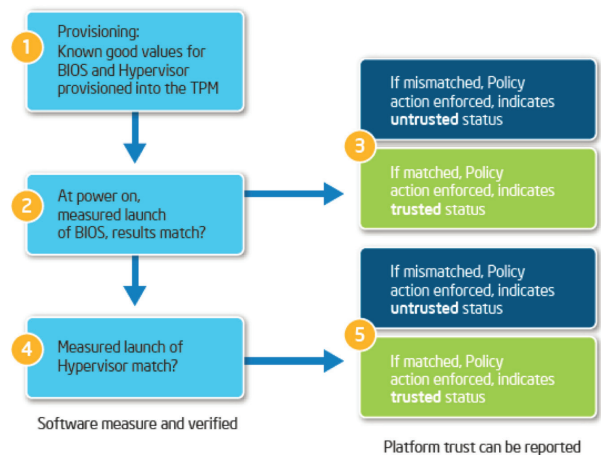 1
Provisioning:
Known good values for
BIOS and Hypervisor
provisioned into the TPM
2
At power on,
measured launch
of BIOS, results match?
3
If mismatched, Policy
action enforced, indicates
untrusted status
If matched, Policy
action enforced, indicates
trusted status
4
Measured launch of
Hypervisor match?
5
If mismatched, Policy
action enforced, indicates
untrusted status
If matched, Policy
action enforced, indicates
trusted status
Software measure and verified
Platform trust can be reported